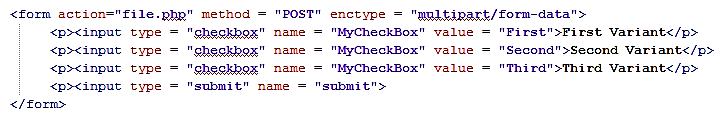 <form action="file.php" method = "POST" enctype = "multipart/form-data">
<p><input type = "checkbox" name = "MyCheckBox" value = "First">First Variant</p>
<p><input type = "checkbox" name = "MyCheckBox" value = "Second">Second Variant</p>
<p><input type = "checkbox" name = "MyCheckBox" value = "Third">Third Variant</p>
<p><input type = "submit" name = "submit">
</form>